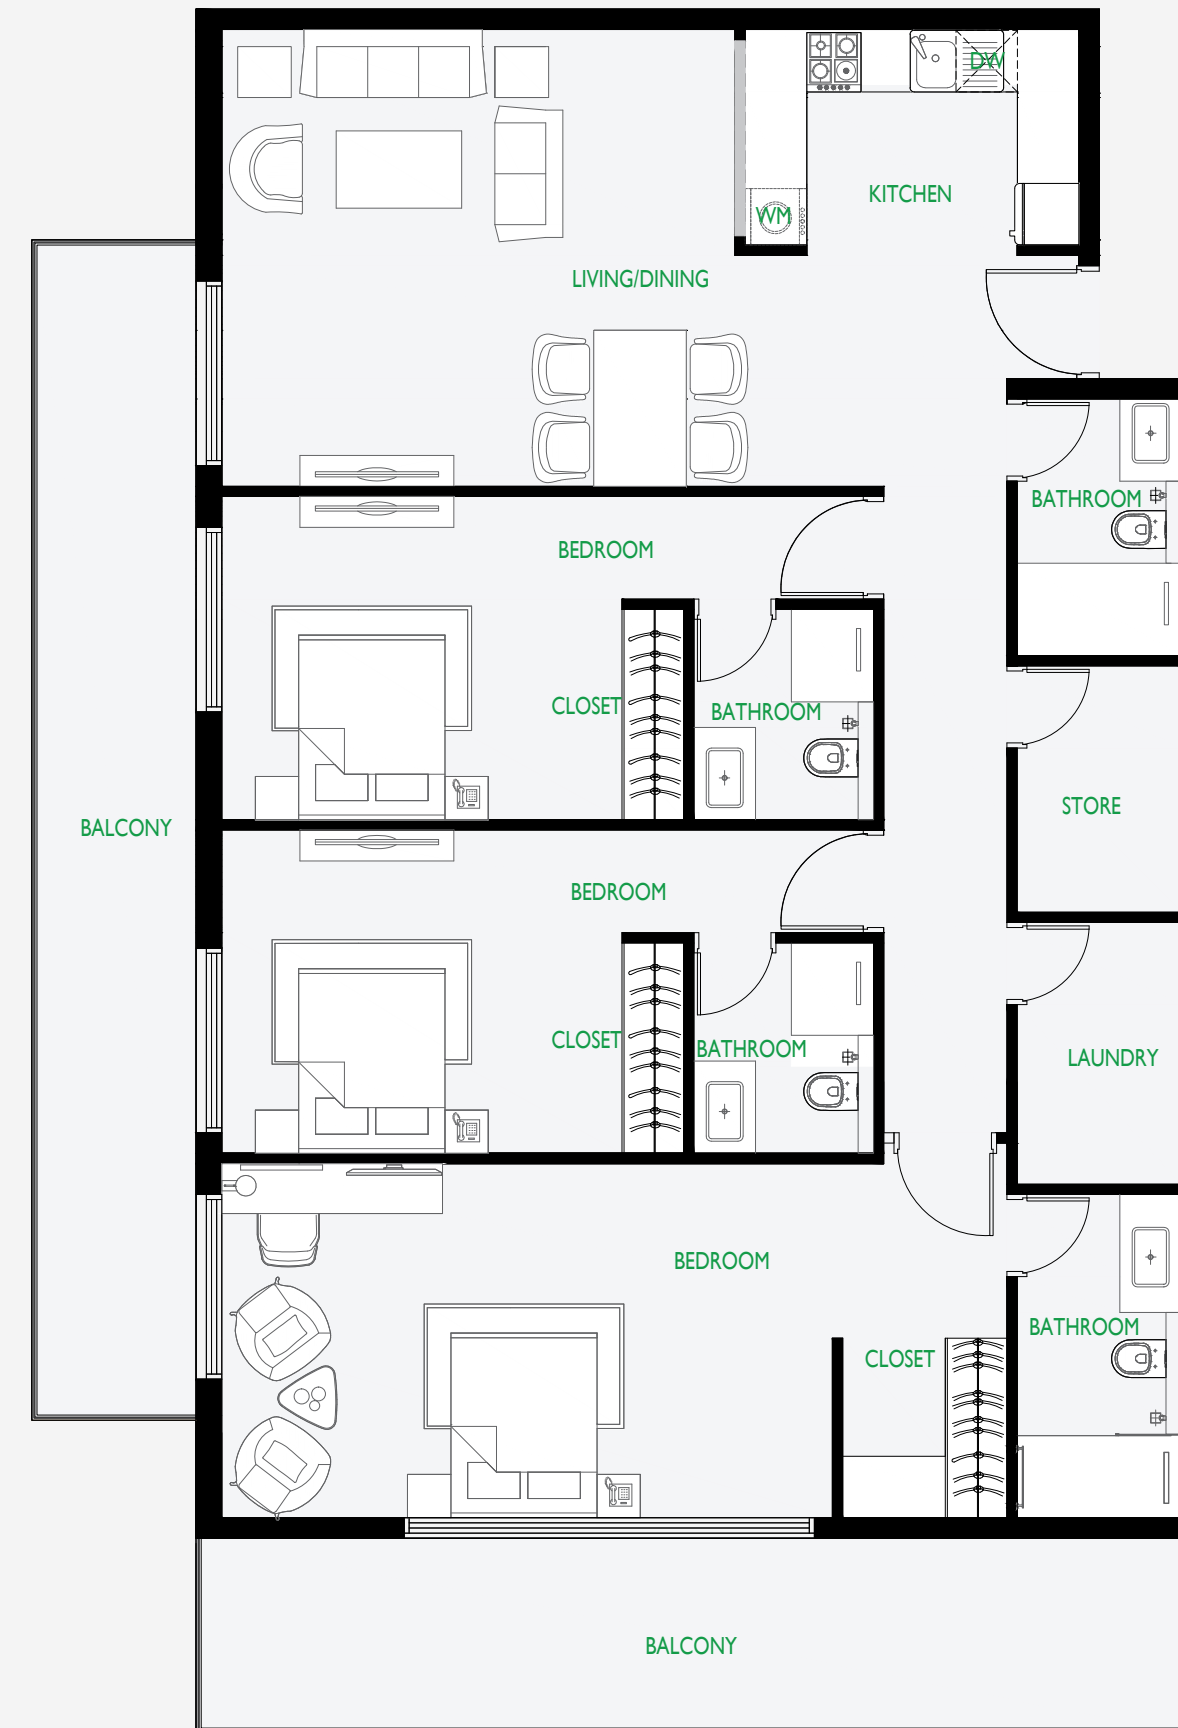 DW
KITCHEN
WM
LIVING/DINING
BATHROOM
BEDROOM
CLOSET
BATHROOM
STORE
BALCONY
BEDROOM
CLOSET
BATHROOM
LAUNDRY
BEDROOM
BATHROOM
CLOSET
BALCONY